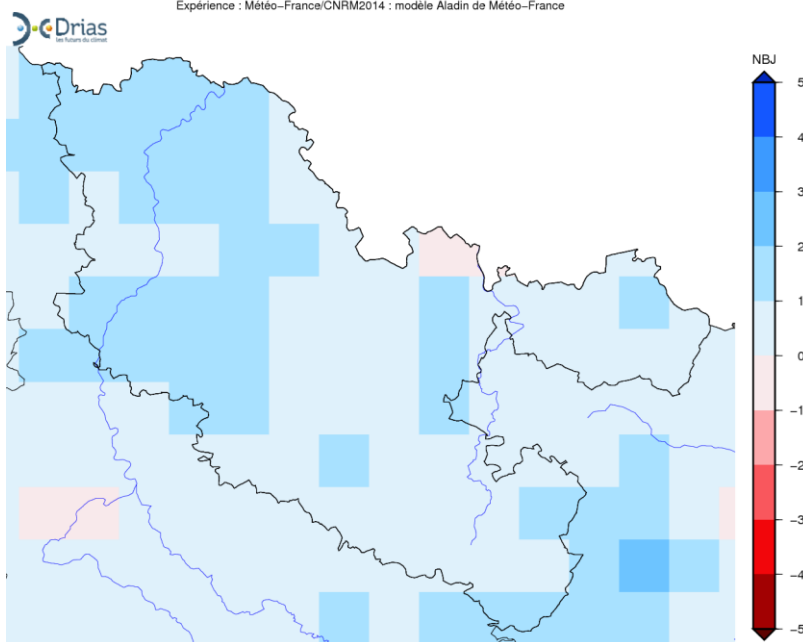 Expérience : Météo−France/CNRM2014 : modèle Aladin de Météo−France
Drias
les futurs du climat
NBJ
5
4
3
2
1
0
−1
−2
−3
−4
−5